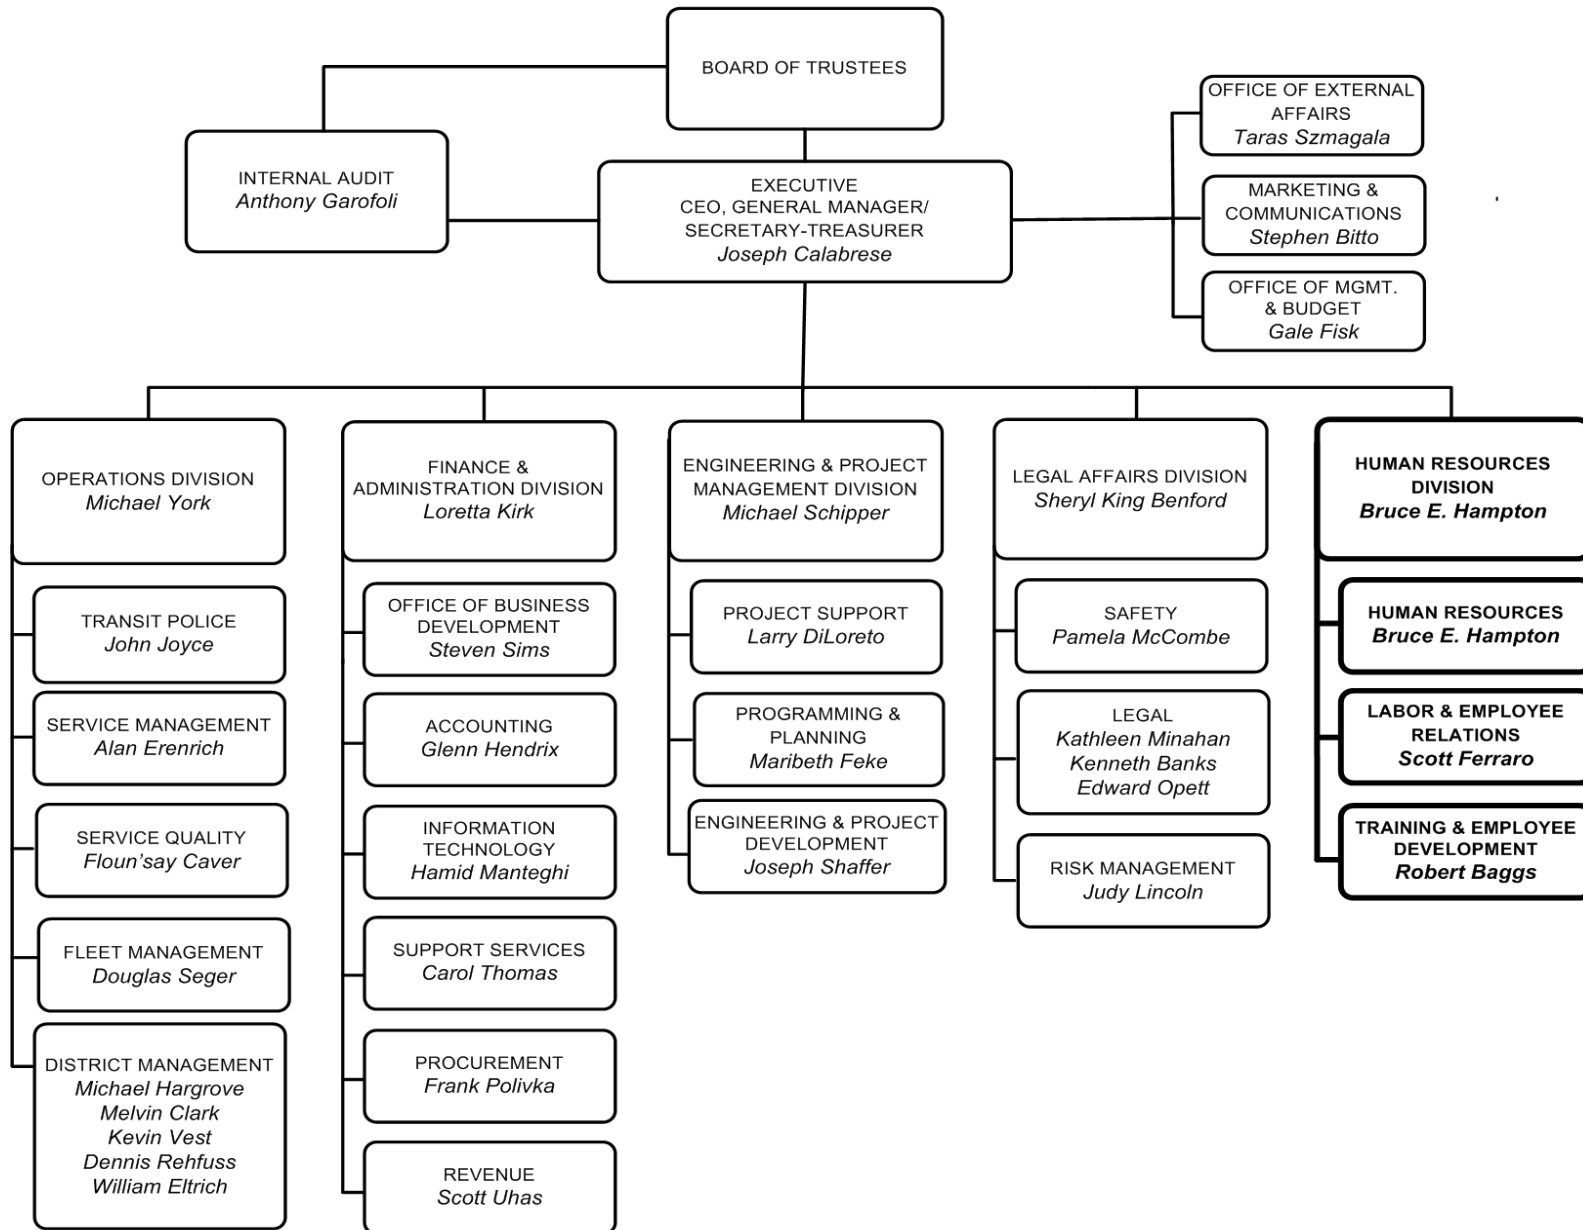 BOARD OF TRUSTEES
INTERNAL AUDIT
Anthony Garofoli
EXECUTIVE
CEO, GENERAL MANAGER/
SECRETARY-TREASURER
Joseph Calabrese
OFFICE OF EXTERNAL
AFFAIRS
Taras Szmagala
MARKETING &
COMMUNICATIONS
Stephen Bitto
OFFICE OF MGMT.
& BUDGET
Gale Fisk
OPERATIONS DIVISION
Michael York
TRANSIT POLICE
John Joyce
SERVICE MANAGEMENT
Alan Erenrich
SERVICE QUALITY
Floun'say Caver
FLEET MANAGEMENT
Douglas Seger
DISTRICT MANAGEMENT
Michael Hargrove
Melvin Clark
Kevin Vest
Dennis Rehfuss
William Eltrich
FINANCE &
ADMINISTRATION DIVISION
Loretta Kirk
OFFICE OF BUSINESS
DEVELOPMENT
Steven Sims
ACCOUNTING
Glenn Hendrix
INFORMATION
TECHNOLOGY
Hamid Manteghi
SUPPORT SERVICES
Carol Thomas
PROCUREMENT
Frank Polivka
REVENUE
Scott Uhas
ENGINEERING & PROJECT
MANAGEMENT DIVISION
Michael Schipper
PROJECT SUPPORT
Larry DiLoreto
PROGRAMMING &
PLANNING
Maribeth Feke
ENGINEERING & PROJECT
DEVELOPMENT
Joseph Shaffer
LEGAL AFFAIRS DIVISION
Sheryl King Benford
SAFETY
Pamela McCombe
LEGAL
Kathleen Minahan
Kenneth Banks
Edward Opett
RISK MANAGEMENT
Judy Lincoln
HUMAN RESOURCES
DIVISION
Bruce E. Hampton
HUMAN RESOURCES
Bruce E. Hampton
LABOR & EMPLOYEE
RELATIONS
Scott Ferraro
TRAINING & EMPLOYEE
DEVELOPMENT
Robert Baggs